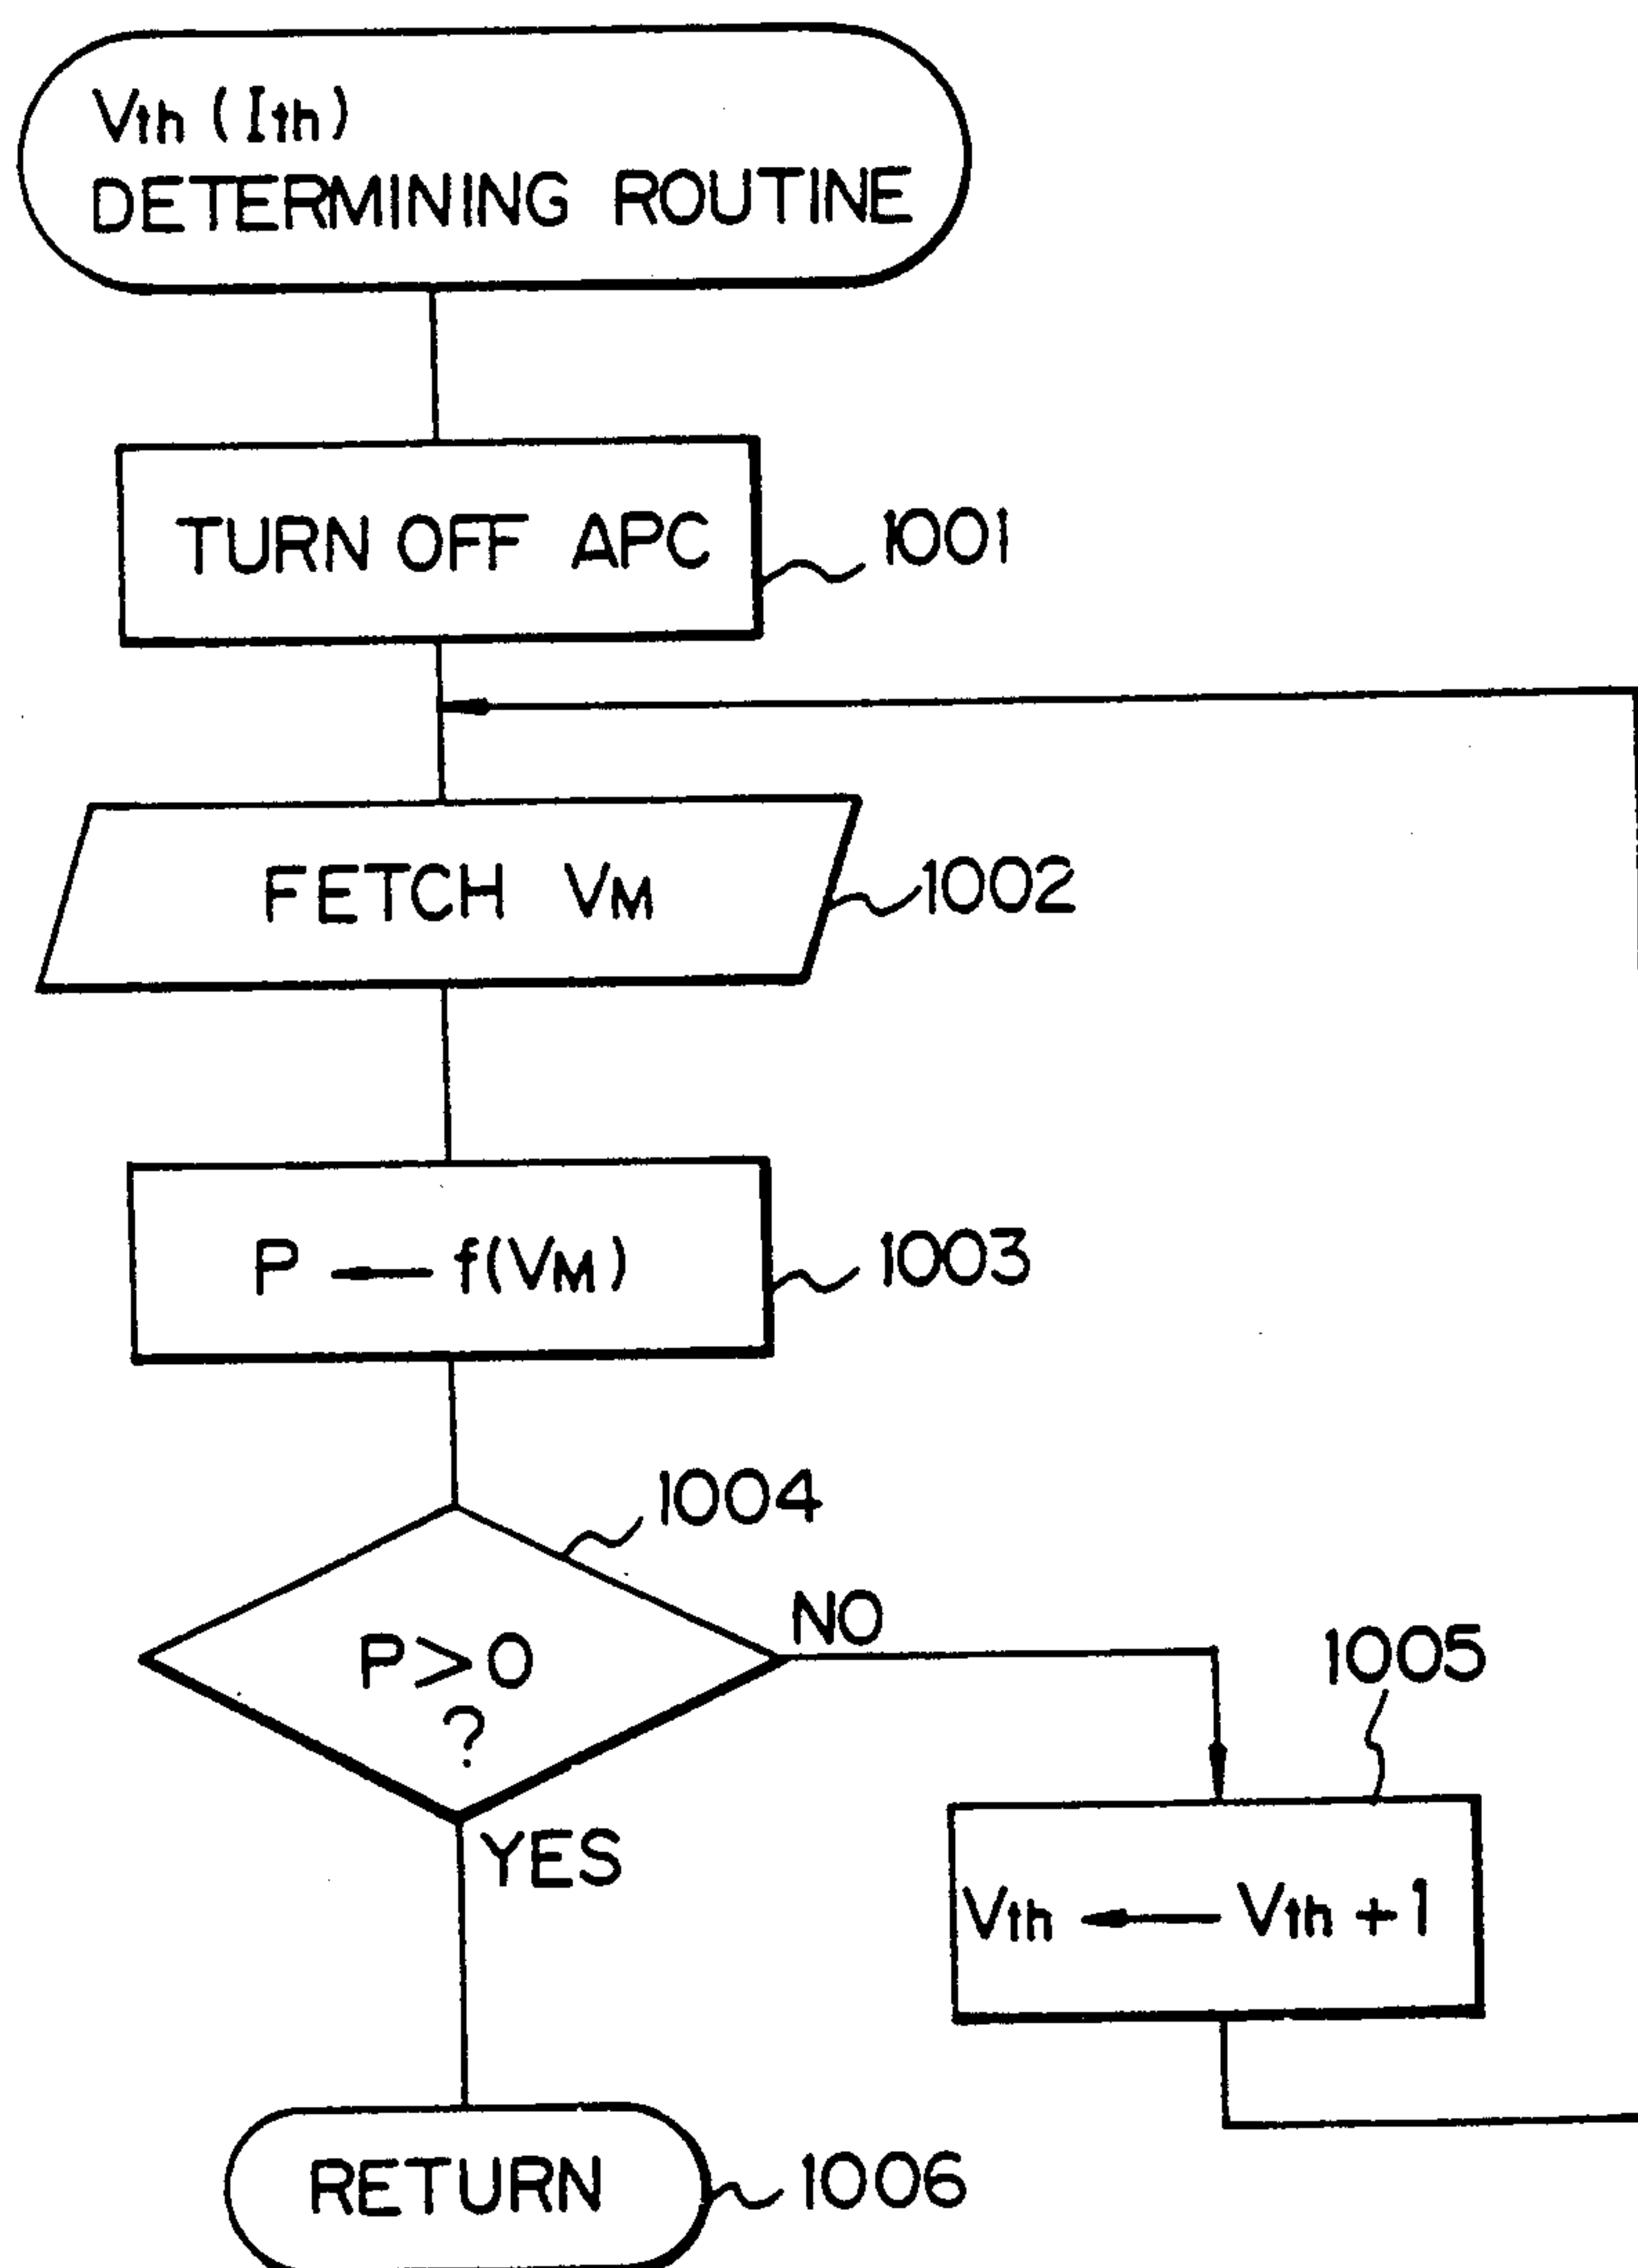 Vth (Ith)
DETERMINING ROUTINE
TURN OFF APC
1001
FETCH VM
1002
P ← f(VM)
1003
1004
P>0
?
NO
YES
1005
Vth ← Vth +1
RETURN
1006